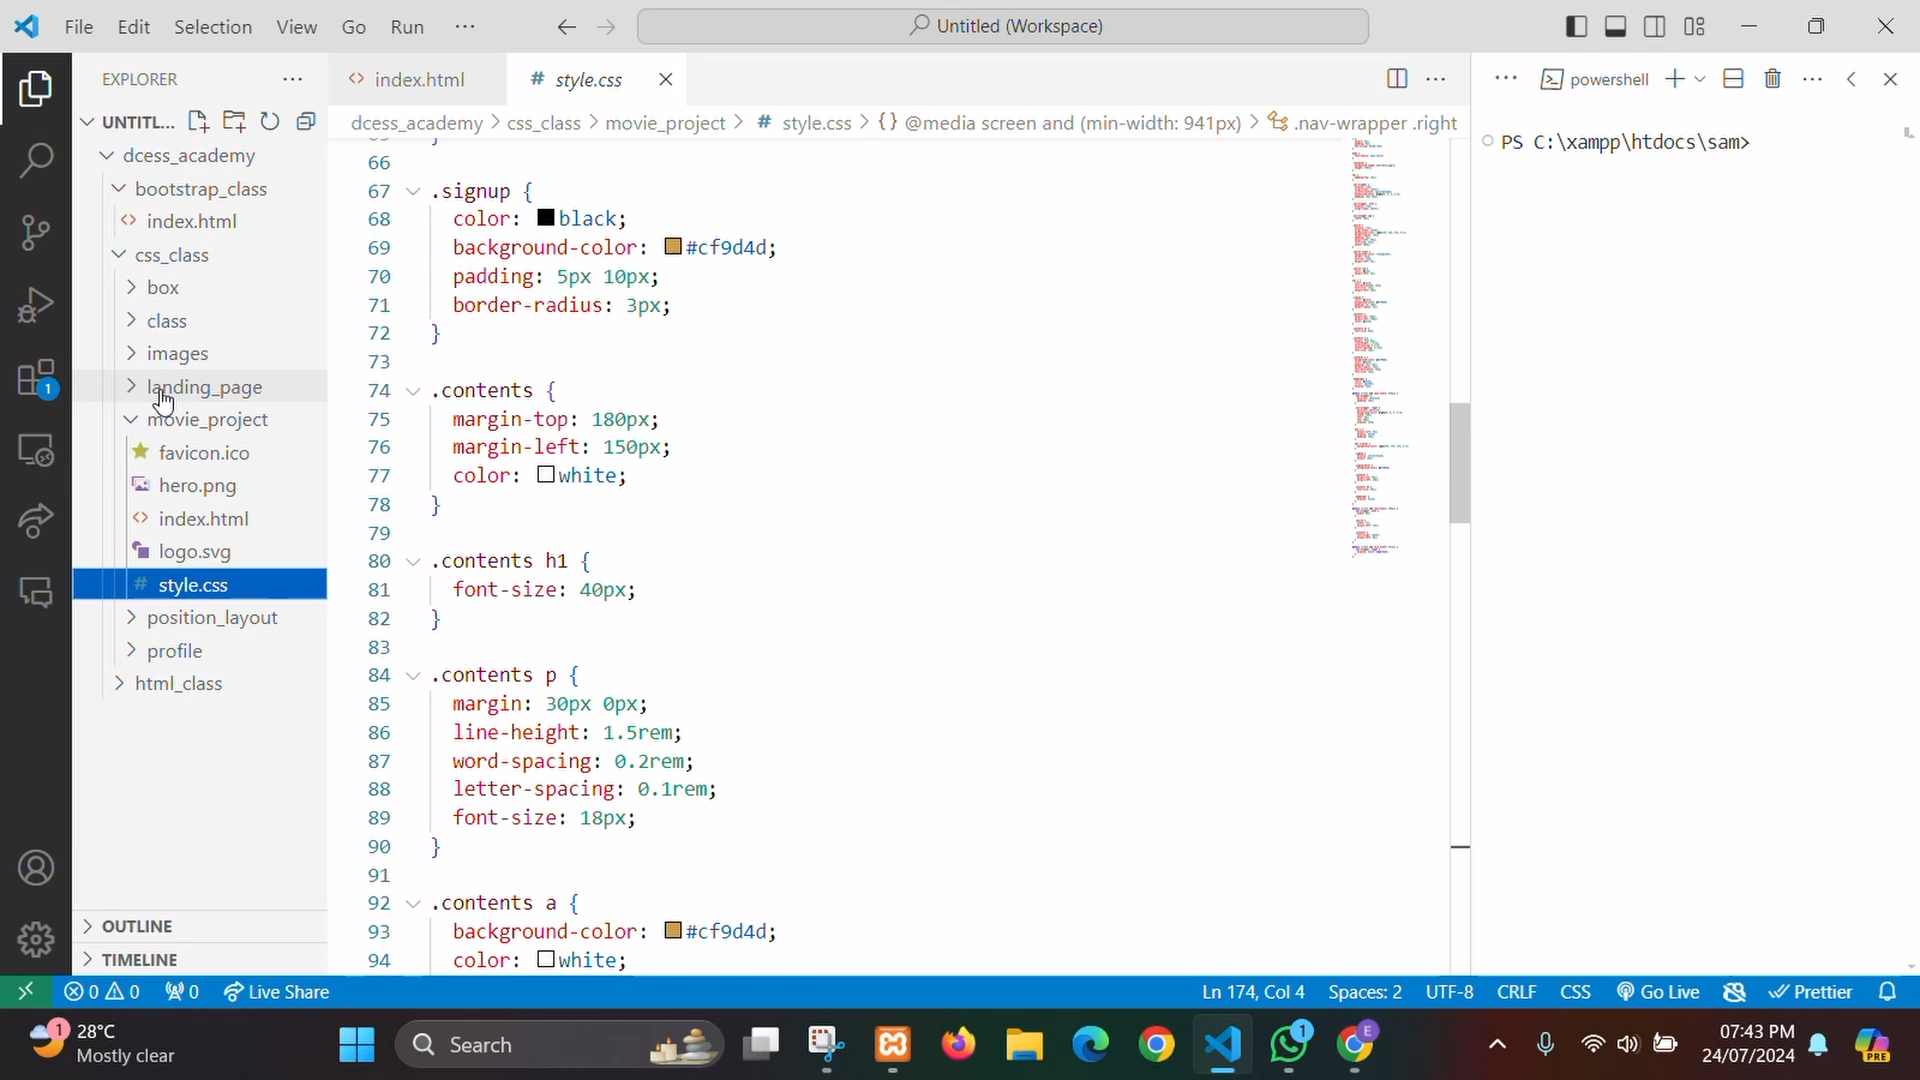 File Edit Selection View Go Run ··· Untitled (Workspace)
EXPLORER ···
UNTITL...
dcess_academy
bootstrap_class
index.html
css_class
box
class
images
landing_page
movie_project
favicon.ico
hero.png
index.html
logo.svg
style.css
position_layout
profile
html_class
OUTLINE
TIMELINE
index.html style.css
dcess_academy > css_class > movie_project > # style.css > {} @media screen and (min-width: 941px) > .nav-wrapper .right
66
67 .signup {
68 color: black;
69 background-color: #cf9d4d;
70 padding: 5px 10px;
71 border-radius: 3px;
72 }
73
74 .contents {
75 margin-top: 180px;
76 margin-left: 150px;
77 color: white;
78 }
79
80 .contents h1 {
81 font-size: 40px;
82 }
83
84 .contents p {
85 margin: 30px 0px;
86 line-height: 1.5rem;
87 word-spacing: 0.2rem;
88 letter-spacing: 0.1rem;
89 font-size: 18px;
90 }
91
92 .contents a {
93 background-color: #cf9d4d;
94 color: white;
powershell
PS C:\xampp\htdocs\sam>
1
0 0 0 Live Share Ln 174, Col 4 Spaces: 2 UTF-8 CRLF CSS Go Live Prettier
1 28°C
Mostly clear
Search
1
E
07:43 PM
24/07/2024
PRE